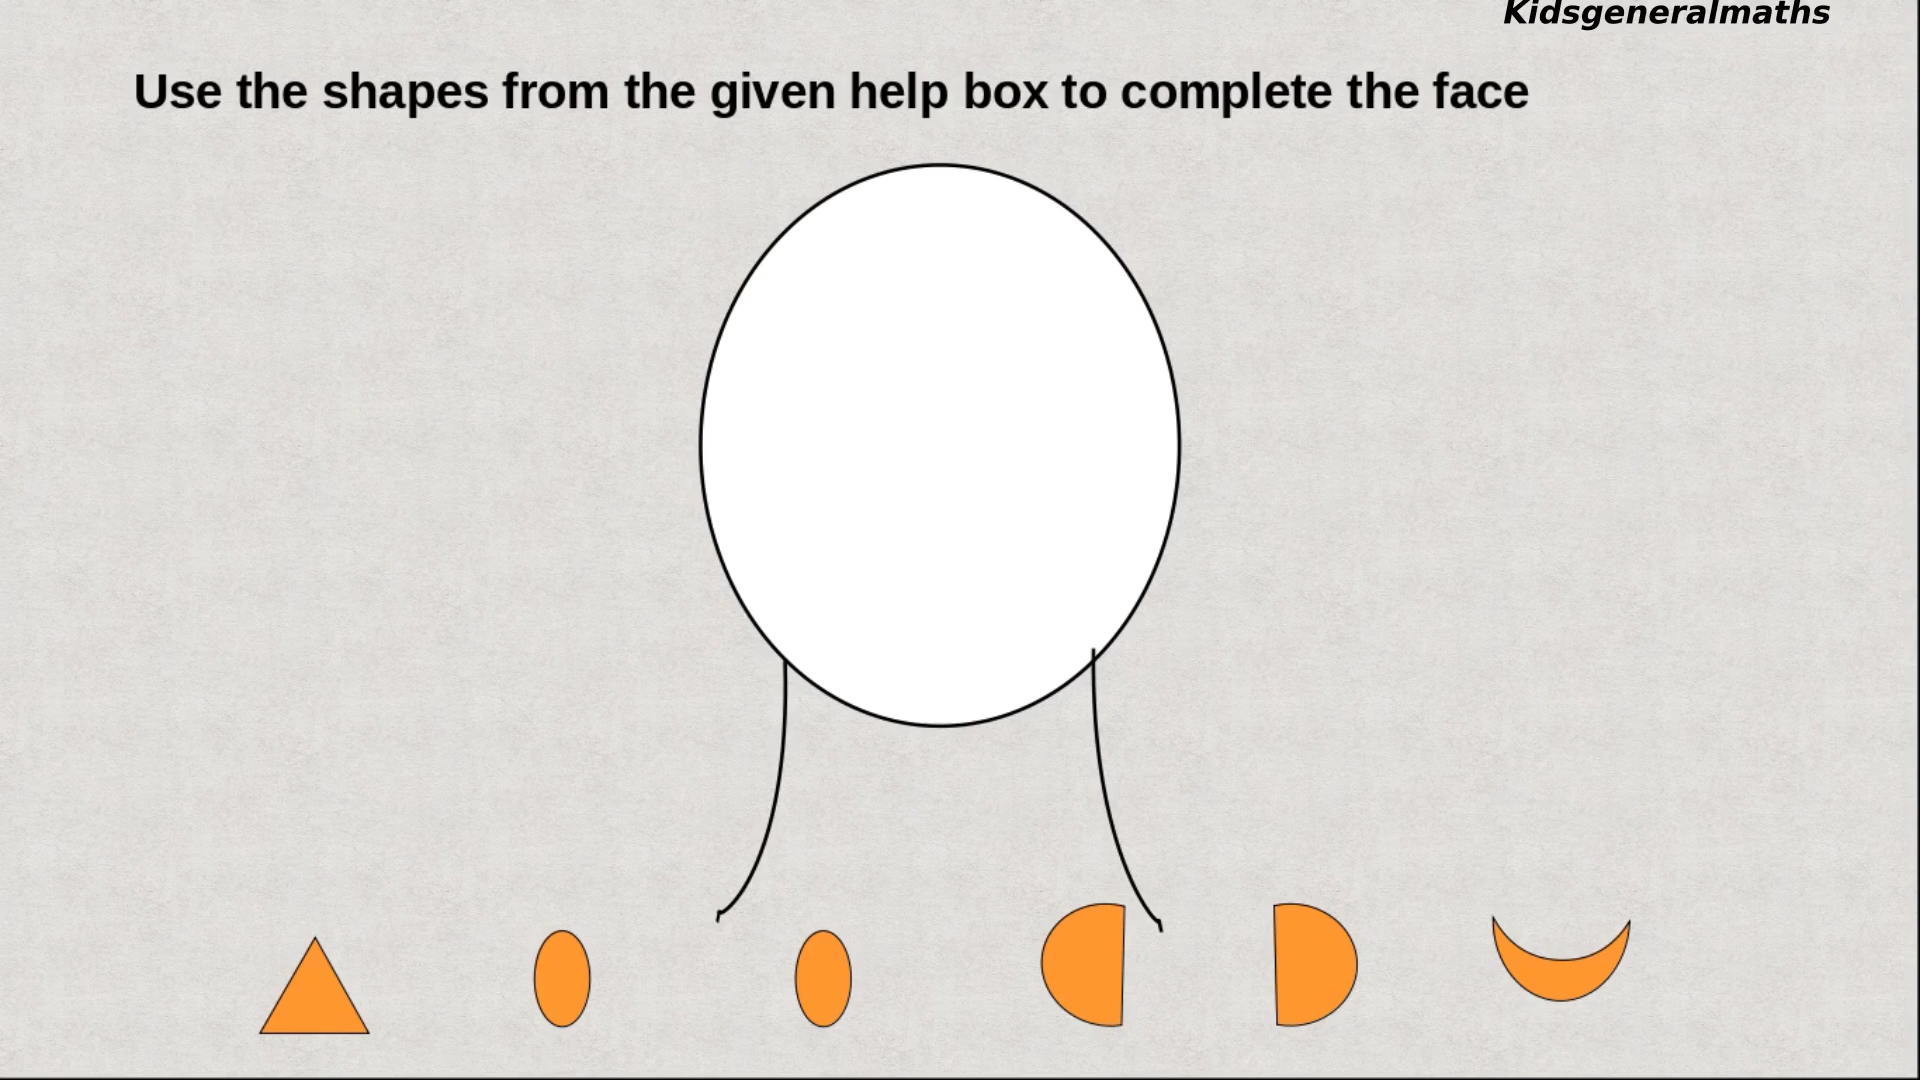 Kidsgeneralmaths
Use the shapes from the given help box to complete the face